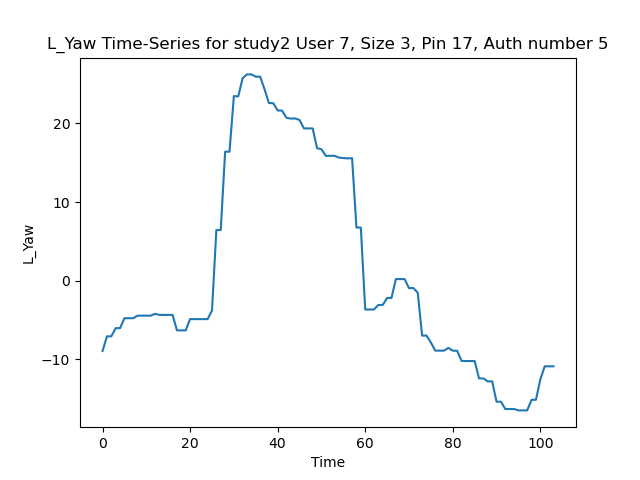 L_Yaw Time-Series for study2 User 7, Size 3, Pin 17, Auth number 5
20
10
0
−10
L_Yaw
0 20 40 60 80 100
Time